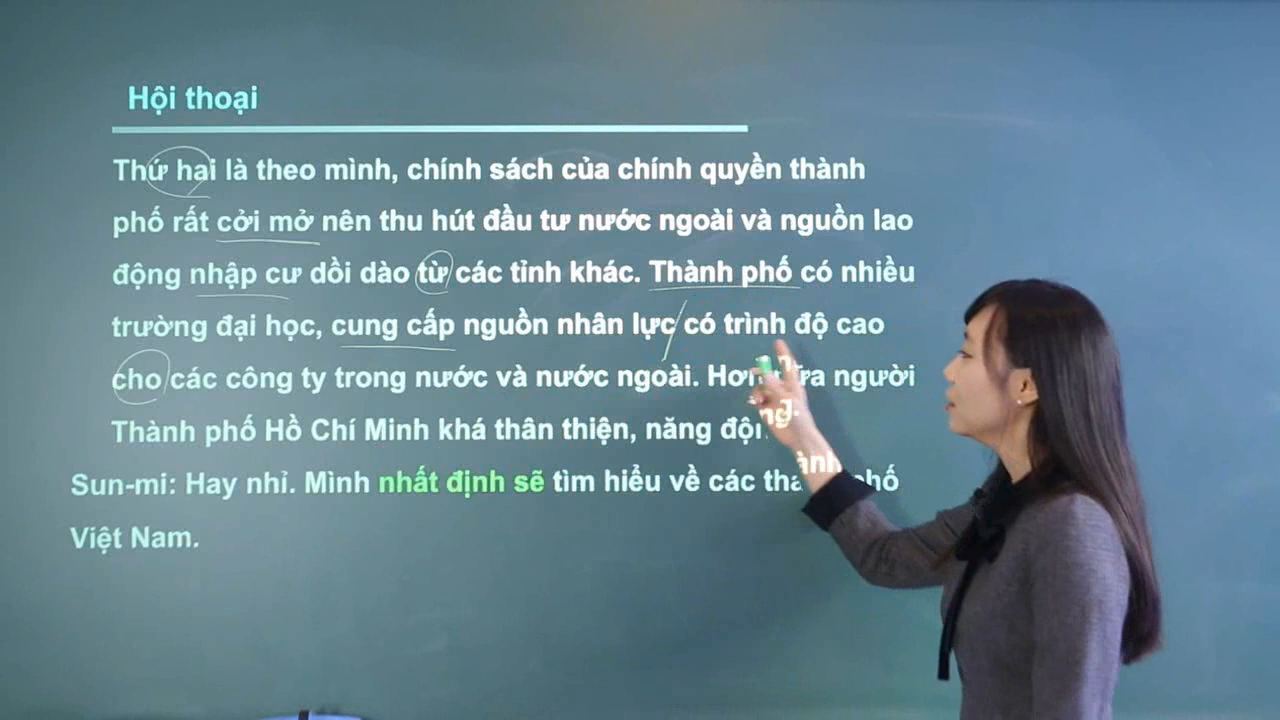 Hội thoại
Thứ hai là theo mình, chính sách của chính quyền thành
phố rất cởi mở nên thu hút đầu tư nước ngoài và nguồn lao
động nhập cư dồi dào từ các tỉnh khác. Thành phố có nhiều
trường đại học, cung cấp nguồn nhân lực có trình độ cao
cho các công ty trong nước và nước ngoài. Hơn nữa người
Thành phố Hồ Chí Minh khá thân thiện, năng động.
Sun-mi: Hay nhỉ. Mình nhất định sẽ tìm hiểu về các thành phố
Việt Nam.